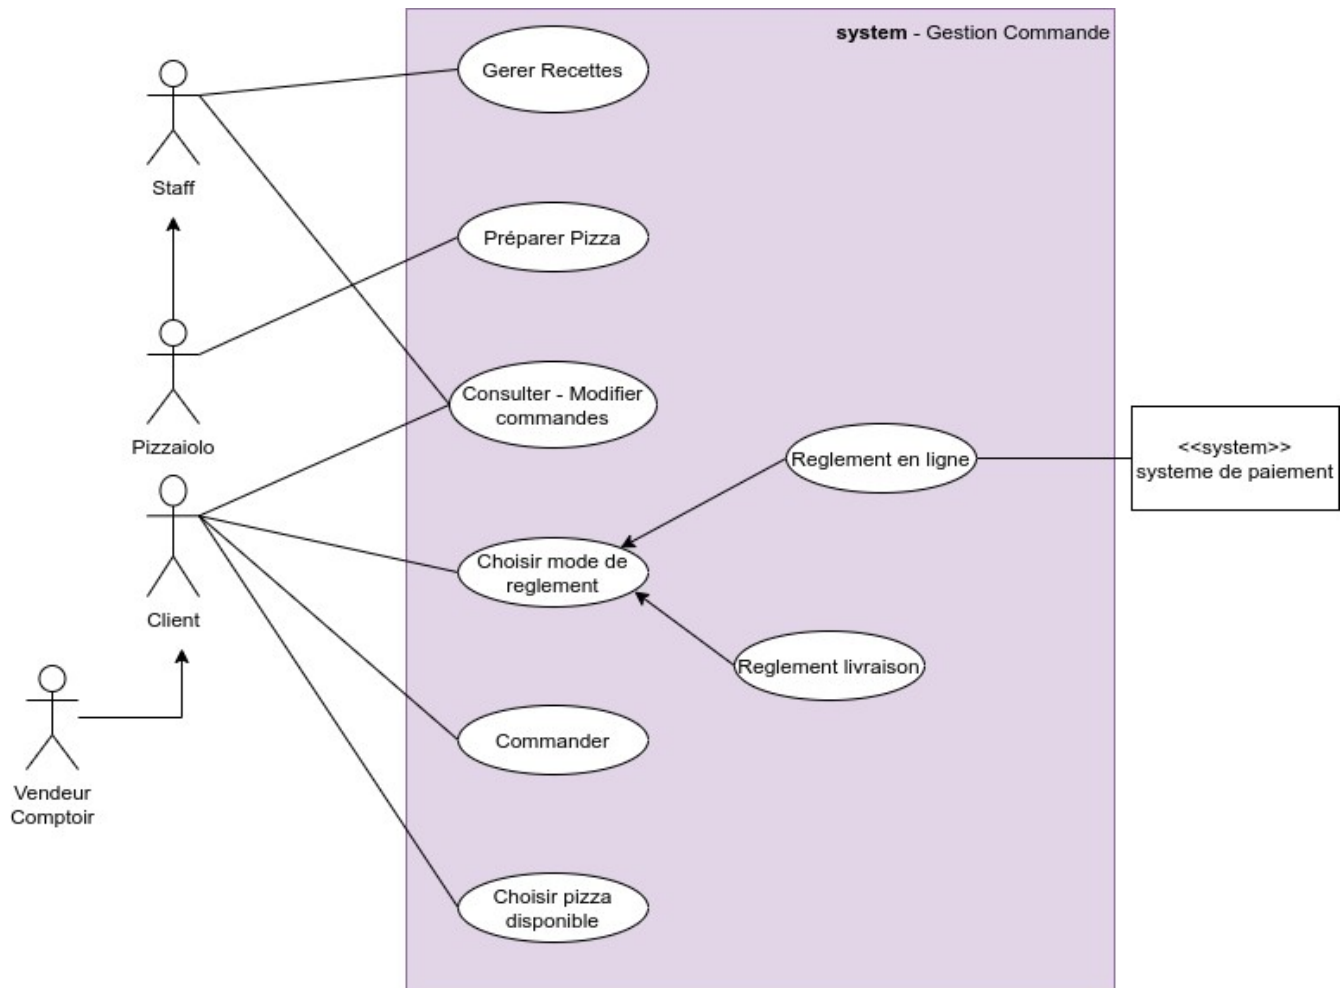 system - Gestion Commande
Gerer Recettes
Staff
Préparer Pizza
Pizzaiolo
Consulter - Modifier
commandes
Reglement en ligne
<<system>>
systeme de paiement
Choisir mode de
reglement
Client
Reglement livraison
Vendeur
Comptoir
Commander
Choisir pizza
disponible